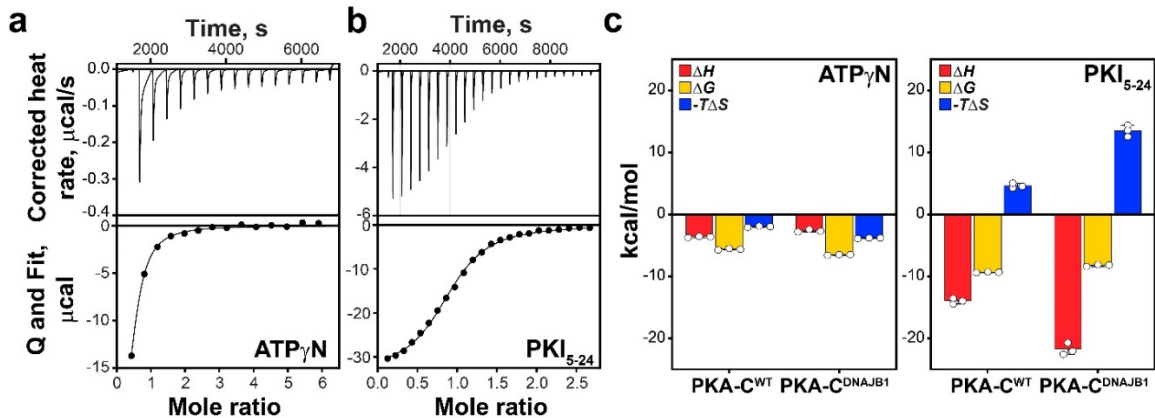 a
Time, s
2000 4000 6000
Corrected heat rate, μcal/s
0.0
-0.1
-0.2
-0.3
-0.4
Q and Fit, μcal
0
-5
-10
-15
ATPγN
0 1 2 3 4 5 6
Mole ratio
b
Time, s
2000 4000 6000 8000
0
-2
-4
-6
0
-10
-20
-30
PKI5-24
0.0 0.5 1.0 1.5 2.0 2.5
Mole ratio
c
kcal/mol
20
10
0
-10
-20
ΔH
ΔG
-TΔS
ATPγN
PKA-CWT PKA-CDNAJB1
20
10
0
-10
-20
ΔH
ΔG
-TΔS
PKI5-24
PKA-CWT PKA-CDNAJB1